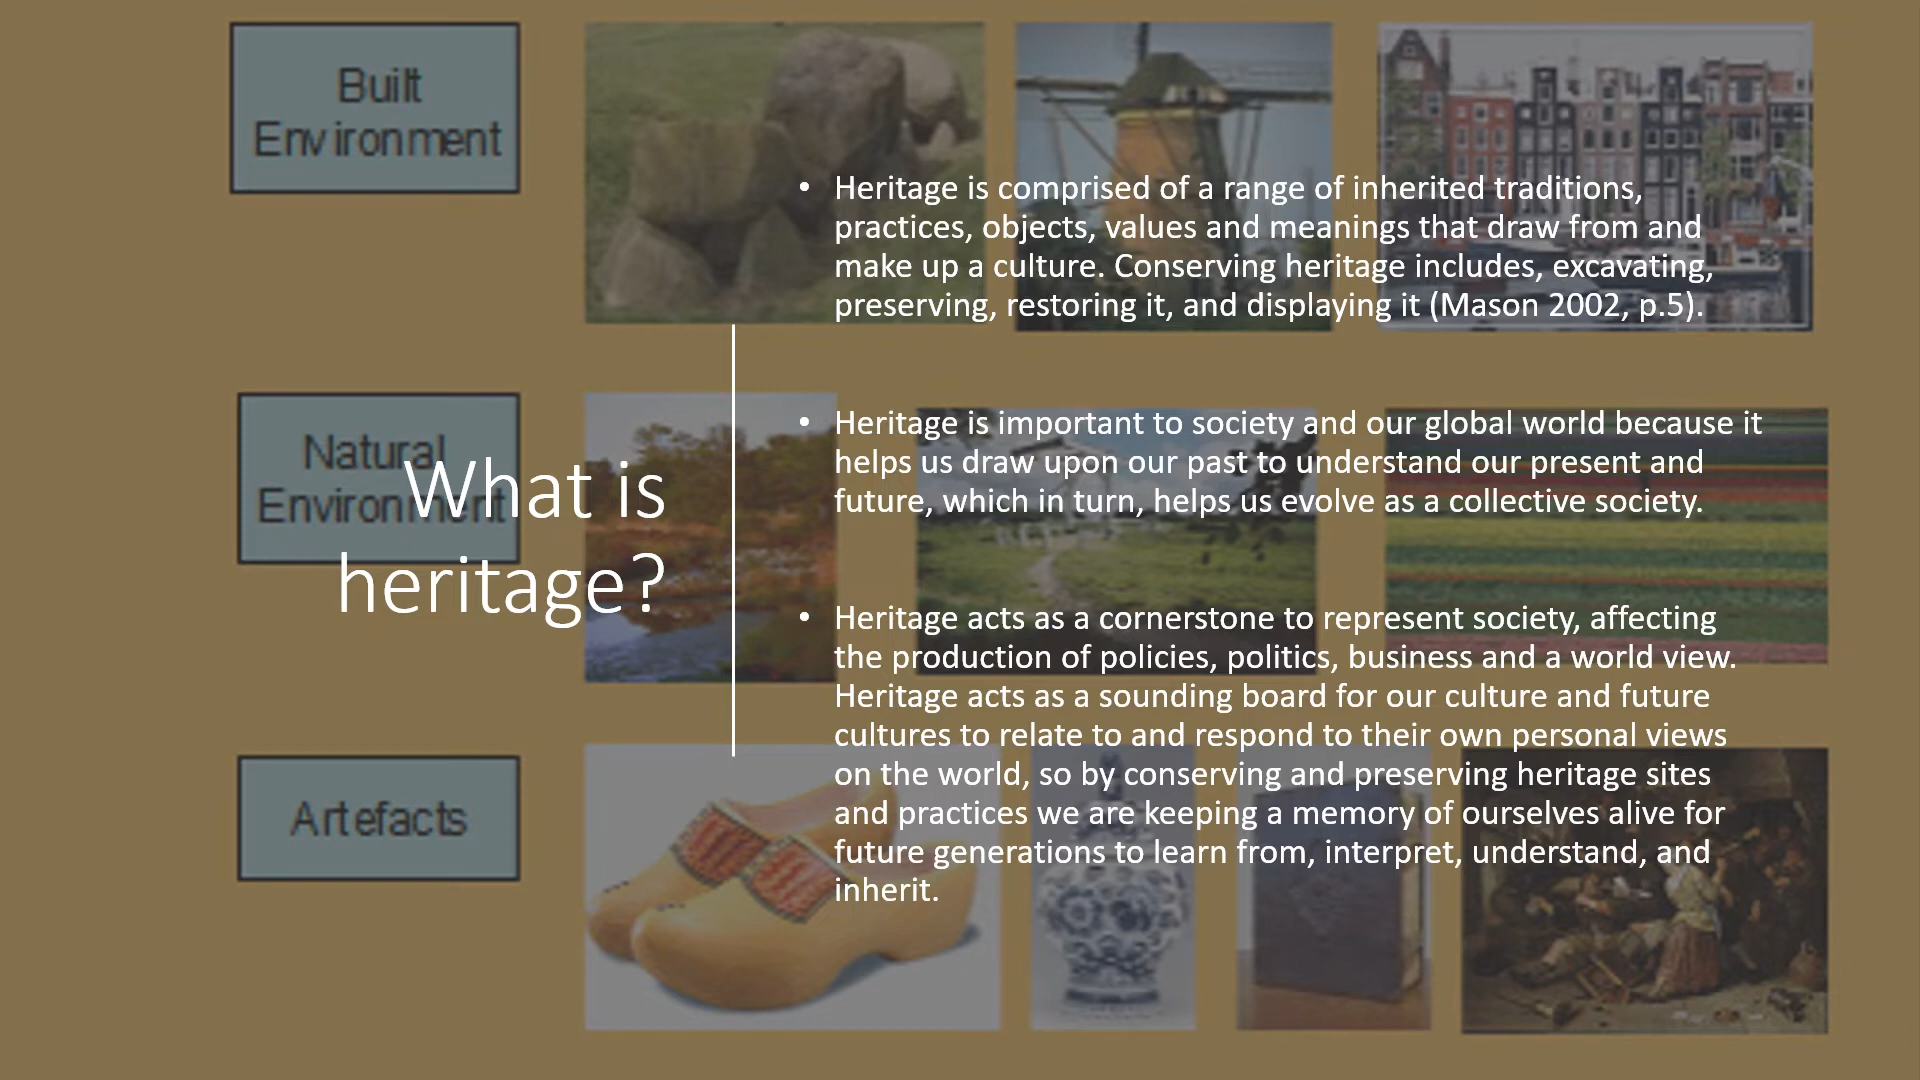 Built
Environment
Natural
Environment
Artefacts
What is
heritage?
• Heritage is comprised of a range of inherited traditions,
practices, objects, values and meanings that draw from and
make up a culture. Conserving heritage includes, excavating,
preserving, restoring it, and displaying it (Mason 2002, p.5).
• Heritage is important to society and our global world because it
helps us draw upon our past to understand our present and
future, which in turn, helps us evolve as a collective society.
• Heritage acts as a cornerstone to represent society, affecting
the production of policies, politics, business and a world view.
Heritage acts as a sounding board for our culture and future
cultures to relate to and respond to their own personal views
on the world, so by conserving and preserving heritage sites
and practices we are keeping a memory of ourselves alive for
future generations to learn from, interpret, understand, and
inherit.